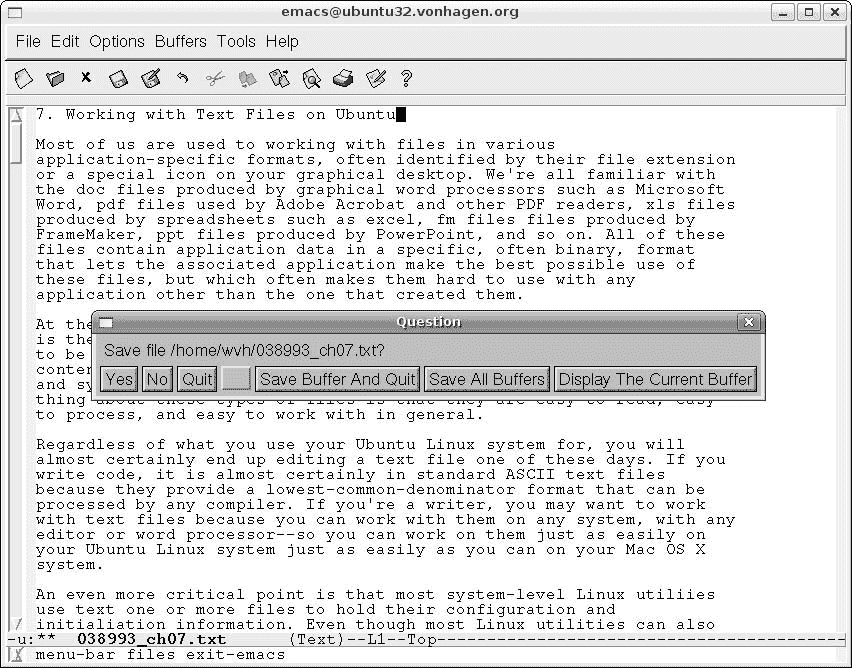 emacs@ubuntu32.vonhagen.org
File Edit Options Buffers Tools Help
7. Working with Text Files on Ubuntu
Most of us are used to working with files in various
application-specific formats, often identified by their file extension
or a special icon on your graphical desktop. We're all familiar with
the doc files produced by graphical word processors such as Microsoft
Word, pdf files used by Adobe Acrobat and other PDF readers, xls files
produced by spreadsheets such as excel, fm files files produced by
FrameMaker, ppt files produced by PowerPoint, and so on. All of these
files contain application data in a specific, often binary, format
that lets the associated application make the best possible use of
these files, but which often makes them hard to use with any
application other than the one that created them.
At the
is the
to be
conten
and sy
Question
Save file /home/wvh/038993_ch07.txt?
Yes No Quit Save Buffer And Quit Save All Buffers Display The Current Buffer
thing about these types of files is that they are easy to read, easy
to process, and easy to work with in general.
Regardless of what you use your Ubuntu Linux system for, you will
almost certainly end up editing a text file one of these days. If you
write code, it is almost certainly in standard ASCII text files
because they provide a lowest-common-denominator format that can be
processed by any compiler. If you're a writer, you may want to work
with text files because you can work with them on any system, with any
editor or word processor--so you can work on them just as easily on
your Ubuntu Linux system just as easily as you can on your Mac OS X
system.
An even more critical point is that most system-level Linux utiliies
use text one or more files to hold their configuration and
initialiation information. Even though most Linux utilities can also
-u:** 038993_ch07.txt (Text)--L1--Top
menu-bar files exit-emacs